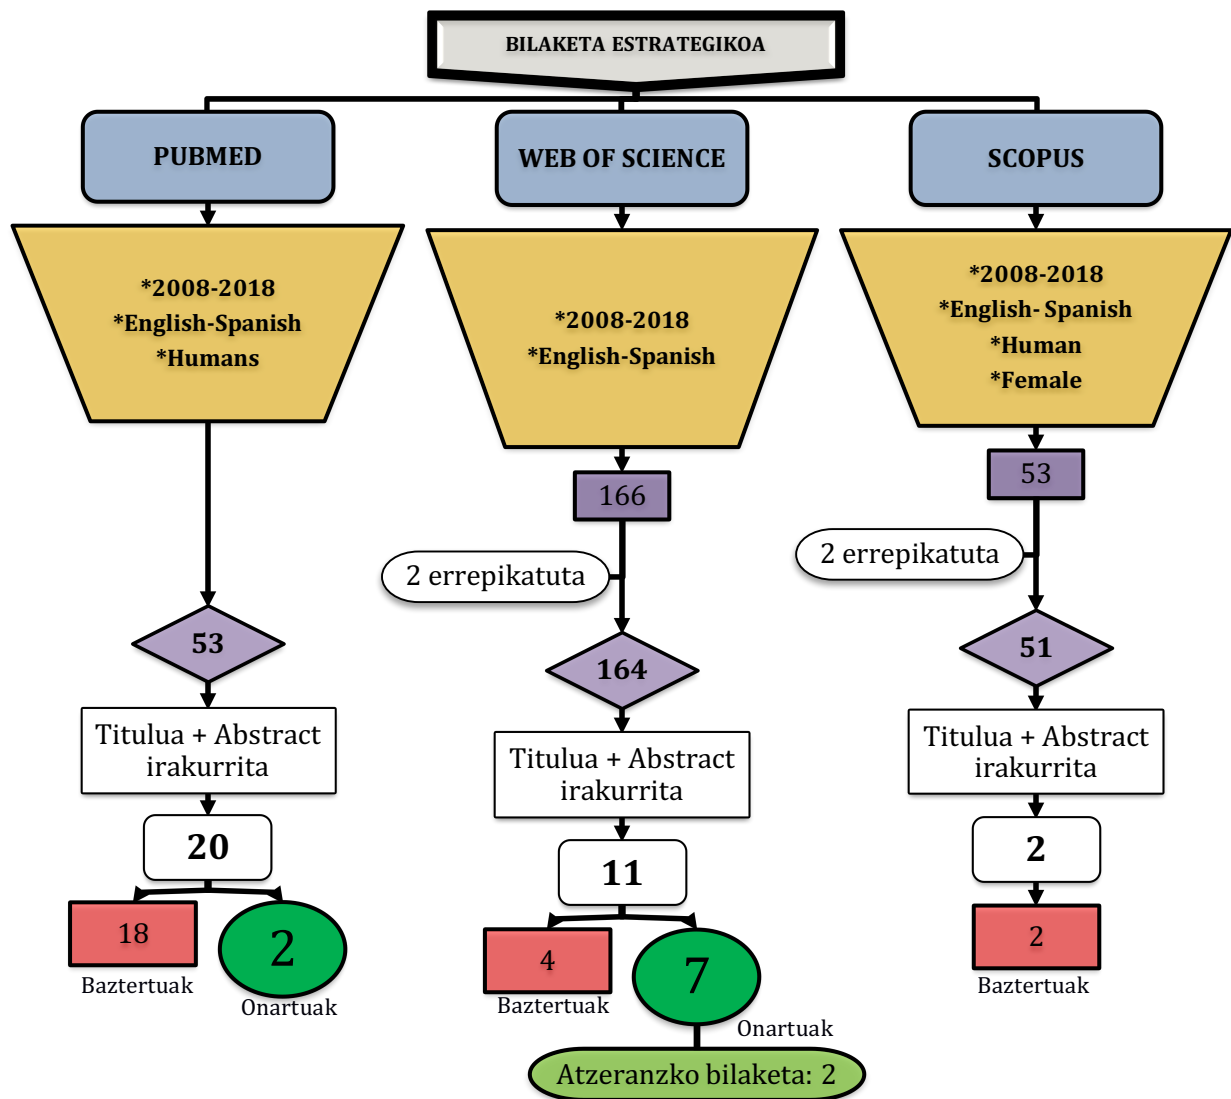 BILAKETA ESTRATEGIKOA
PUBMED
*2008-2018
*English-Spanish
*Humans
53
Titulua + Abstract
irakurrita
20
18
Baztertuak
2
Onartuak
WEB OF SCIENCE
*2008-2018
*English-Spanish
166
2 errepikatuta
164
Titulua + Abstract
irakurrita
11
4
Baztertuak
7
Onartuak
Atzeranzko bilaketa: 2
SCOPUS
*2008-2018
*English- Spanish
*Human
*Female
53
2 errepikatuta
51
Titulua + Abstract
irakurrita
2
2
Baztertuak